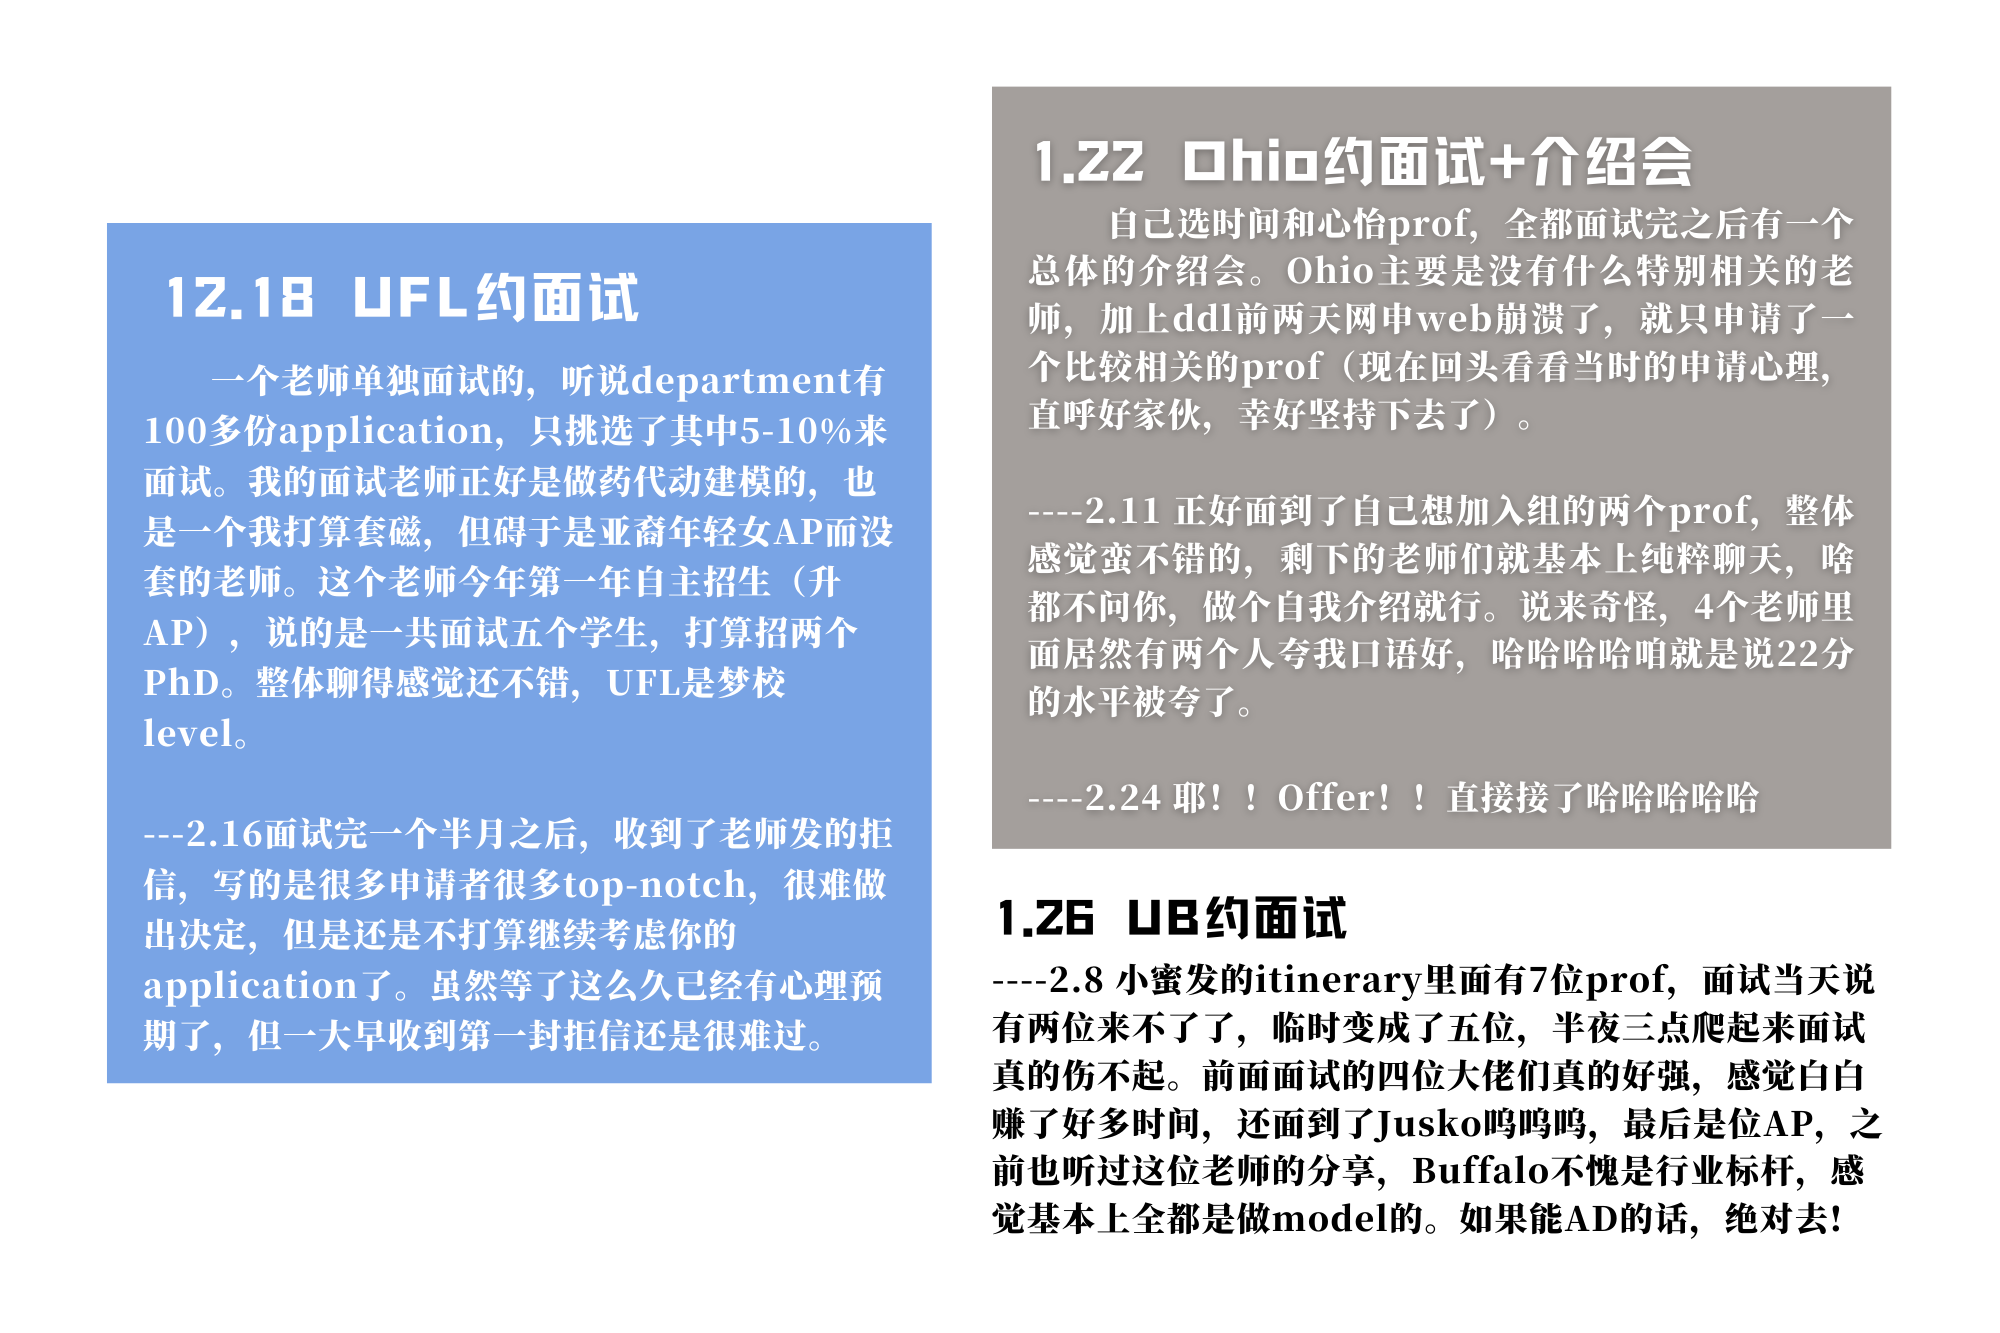 12.18 UFL约面试
一个老师单独面试的，听说department有
100多份application，只挑选了其中5-10%来
面试。我的面试老师正好是做药代动建模的，也
是一个我打算套磁，但碍于是亚裔年轻女AP而没
套的老师。这个老师今年第一年自主招生（升
AP），说的是一共面试五个学生，打算招两个
PhD。整体聊得感觉还不错，UFL是梦校
level。
---2.16面试完一个半月之后，收到了老师发的拒
信，写的是很多申请者很多top-notch，很难做
出决定，但是还是不打算继续考虑你的
application了。虽然等了这么久已经有心理预
期了，但一大早收到第一封拒信还是很难过。
1.22 Ohio约面试+介绍会
自己选时间和心怡prof，全都面试完之后有一个
总体的介绍会。Ohio主要是没有什么特别相关的老
师，加上ddl前两天网申web崩溃了，就只申请了一
个比较相关的prof（现在回头看看当时的申请心理，
直呼好家伙，幸好坚持下去了）。
----2.11 正好面到了自己想加入组的两个prof，整体
感觉蛮不错的，剩下的老师们就基本上纯粹聊天，啥
都不问你，做个自我介绍就行。说来奇怪，4个老师里
面居然有两个人夸我口语好，哈哈哈哈咱就是说22分
的水平被夸了。
----2.24 耶！！Offer！！直接接了哈哈哈哈哈
1.26 UB约面试
----2.8 小蜜发的itinerary里面有7位prof，面试当天说
有两位来不了了，临时变成了五位，半夜三点爬起来面试
真的伤不起。前面面试的四位大佬们真的好强，感觉白白
赚了好多时间，还面到了Jusko呜呜呜，最后是位AP，之
前也听过这位老师的分享，Buffalo不愧是行业标杆，感
觉基本上全都是做model的。如果能AD的话，绝对去！